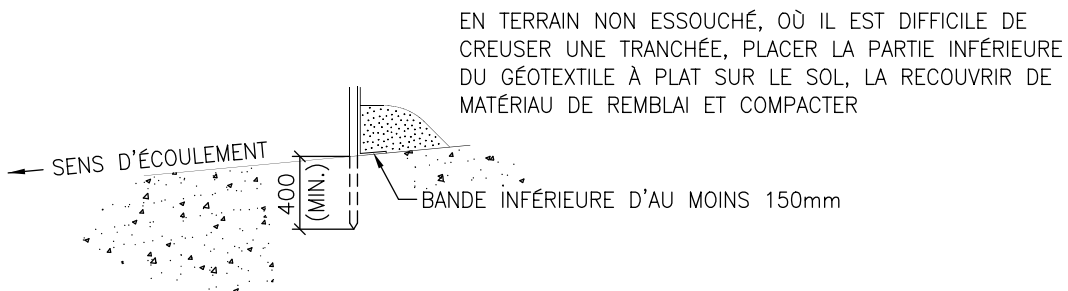 EN TERRAIN NON ESSOUCHÉ, OÙ IL EST DIFFICILE DE
CREUSER UNE TRANCHÉE, PLACER LA PARTIE INFÉRIEURE
DU GÉOTEXTILE À PLAT SUR LE SOL, LA RECOUVRIR DE
MATÉRIAU DE REMBLAI ET COMPACTER
SENS D'ÉCOULEMENT
400
(MIN.)
BANDE INFÉRIEURE D'AU MOINS 150mm